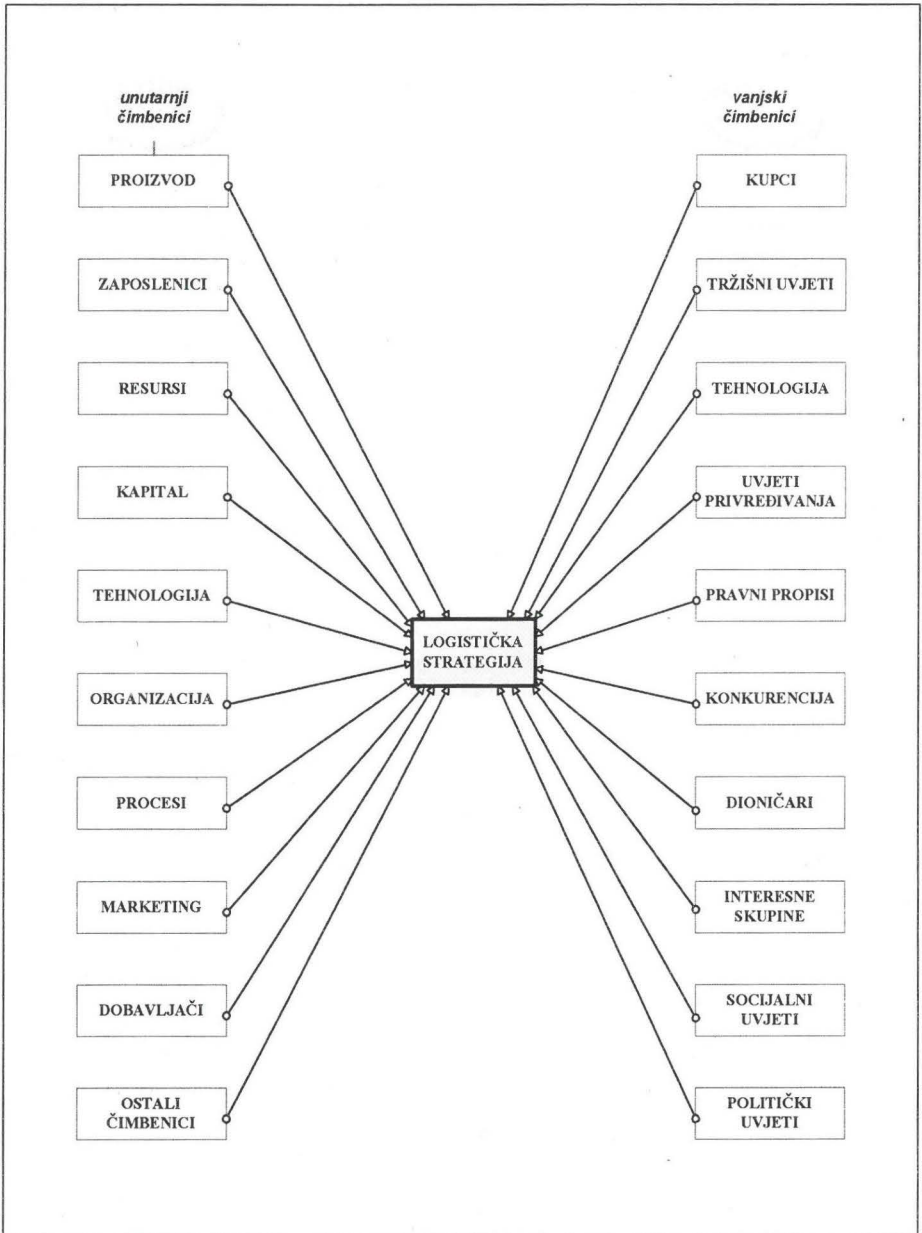 unutarnji
čimbenici
PROIZVOD
ZAPOSLENICI
RESURSI
KAPITAL
TEHNOLOGIJA
ORGANIZACIJA
PROCESI
MARKETING
DOBAVLJAČI
OSTALI
ČIMBENICI
LOGISTIČKA
STRATEGIJA
vanjski
čimbenici
KUPCI
TRŽIŠNI UVJETI
TEHNOLOGIJA
UVJETI
PRIVREĐIVANJA
PRAVNI PROPISI
KONKURENCIJA
DIONIČARI
INTERESNE
SKUPINE
SOCIJALNI
UVJETI
POLITIČKI
UVJETI